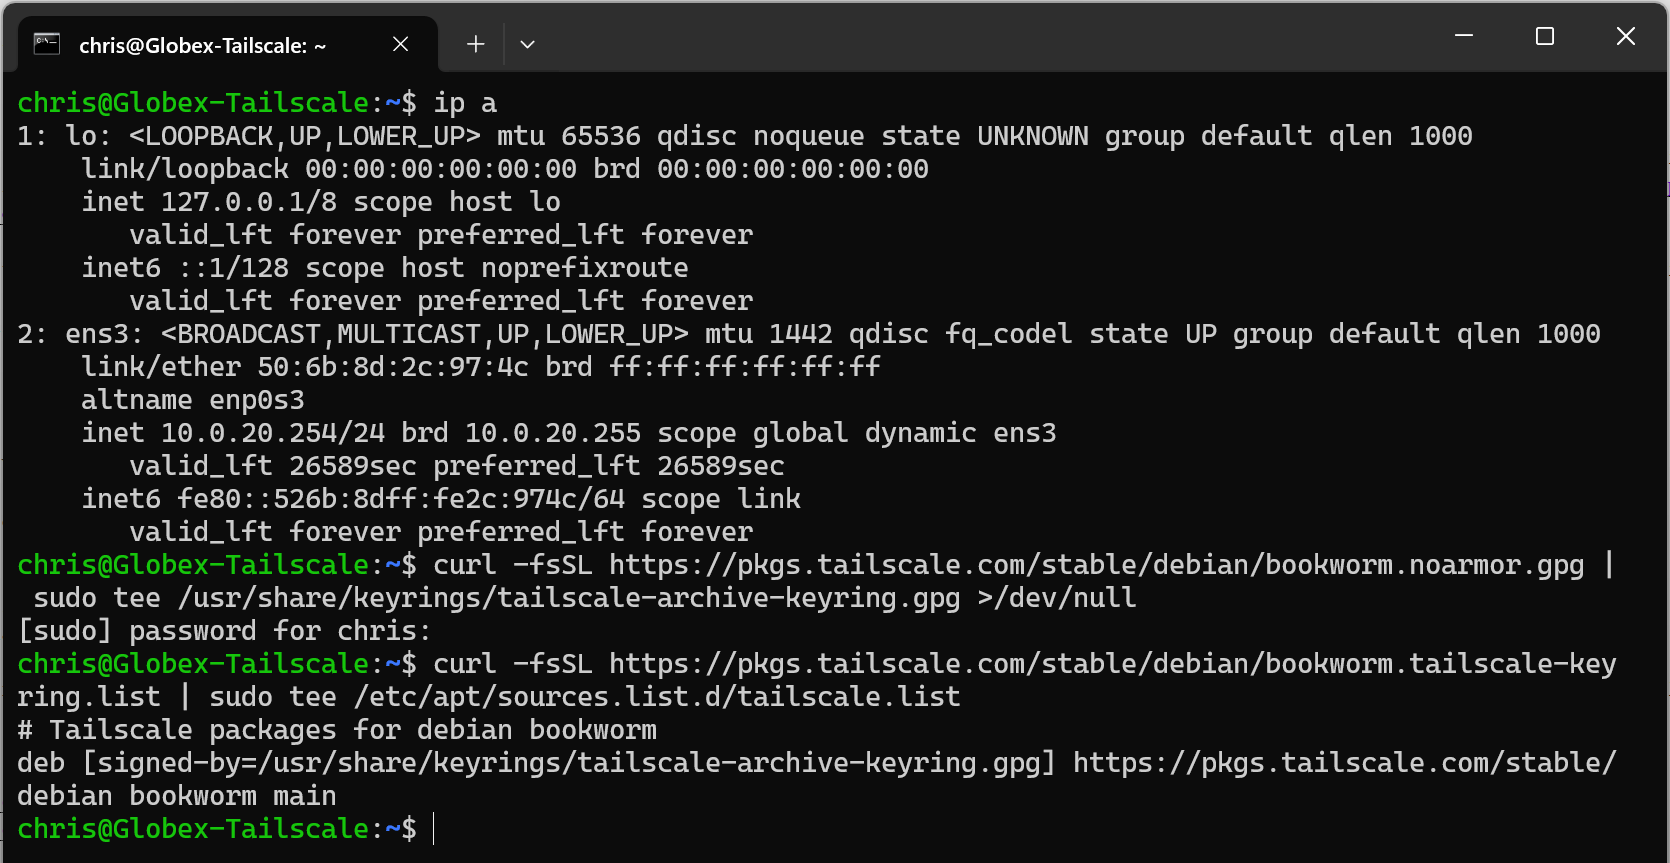 chris@Globex-Tailscale: ~
chris@Globex-Tailscale:~$ ip a
1: lo: <LOOPBACK,UP,LOWER_UP> mtu 65536 qdisc noqueue state UNKNOWN group default qlen 1000
    link/loopback 00:00:00:00:00:00 brd 00:00:00:00:00:00
    inet 127.0.0.1/8 scope host lo
       valid_lft forever preferred_lft forever
    inet6 ::1/128 scope host noprefixroute
       valid_lft forever preferred_lft forever
2: ens3: <BROADCAST,MULTICAST,UP,LOWER_UP> mtu 1442 qdisc fq_codel state UP group default qlen 1000
    link/ether 50:6b:8d:2c:97:4c brd ff:ff:ff:ff:ff:ff
    altname enp0s3
    inet 10.0.20.254/24 brd 10.0.20.255 scope global dynamic ens3
       valid_lft 26589sec preferred_lft 26589sec
    inet6 fe80::526b:8dff:fe2c:974c/64 scope link
       valid_lft forever preferred_lft forever
chris@Globex-Tailscale:~$ curl -fsSL https://pkgs.tailscale.com/stable/debian/bookworm.noarmor.gpg |
 sudo tee /usr/share/keyrings/tailscale-archive-keyring.gpg >/dev/null
[sudo] password for chris:
chris@Globex-Tailscale:~$ curl -fsSL https://pkgs.tailscale.com/stable/debian/bookworm.tailscale-key
ring.list | sudo tee /etc/apt/sources.list.d/tailscale.list
# Tailscale packages for debian bookworm
deb [signed-by=/usr/share/keyrings/tailscale-archive-keyring.gpg] https://pkgs.tailscale.com/stable/
debian bookworm main
chris@Globex-Tailscale:~$